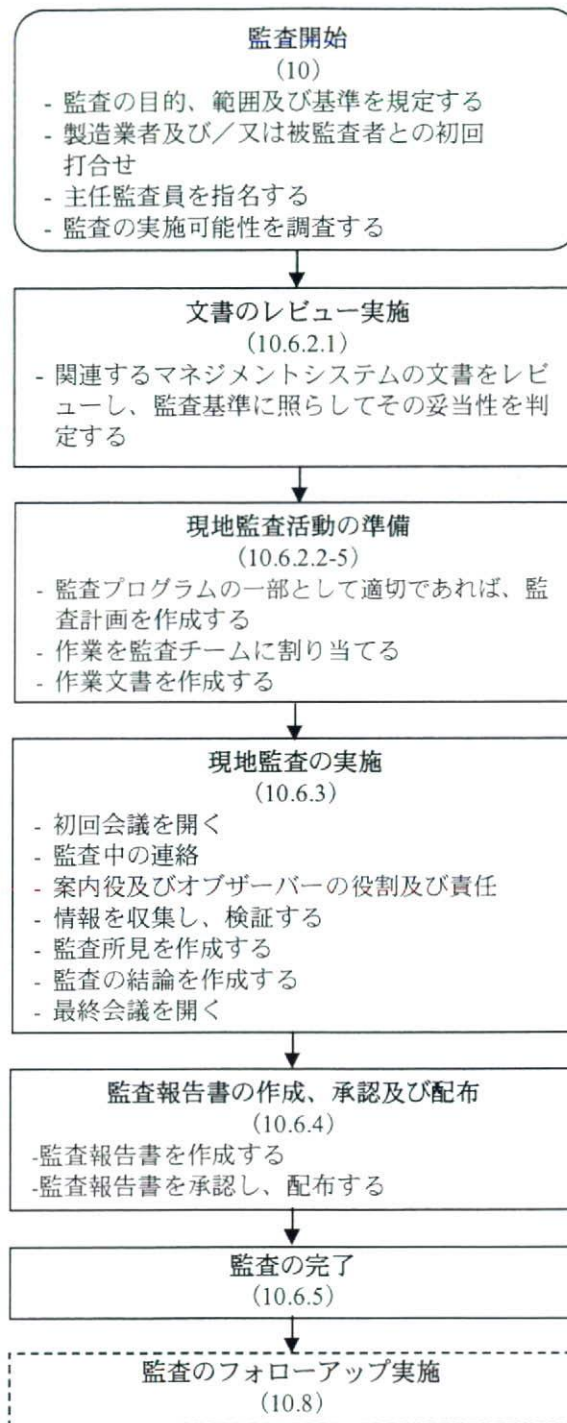 監査開始
（10）
- 監査の目的、範囲及び基準を規定する
- 製造業者及び／又は被監査者との初回
打合せ
- 主任監査員を指名する
- 監査の実施可能性を調査する
文書のレビュー実施
（10.6.2.1）
- 関連するマネジメントシステムの文書をレビ
ューし、監査基準に照らしてその妥当性を判
定する
現地監査活動の準備
（10.6.2.2-5）
- 監査プログラムの一部として適切であれば、監
査計画を作成する
- 作業を監査チームに割り当てる
- 作業文書を作成する
現地監査の実施
（10.6.3）
- 初回会議を開く
- 監査中の連絡
- 案内役及びオブザーバーの役割及び責任
- 情報を収集し、検証する
- 監査所見を作成する
- 監査の結論を作成する
- 最終会議を開く
監査報告書の作成、承認及び配布
（10.6.4）
-監査報告書を作成する
-監査報告書を承認し、配布する
監査の完了
（10.6.5）
監査のフォローアップ実施
（10.8）